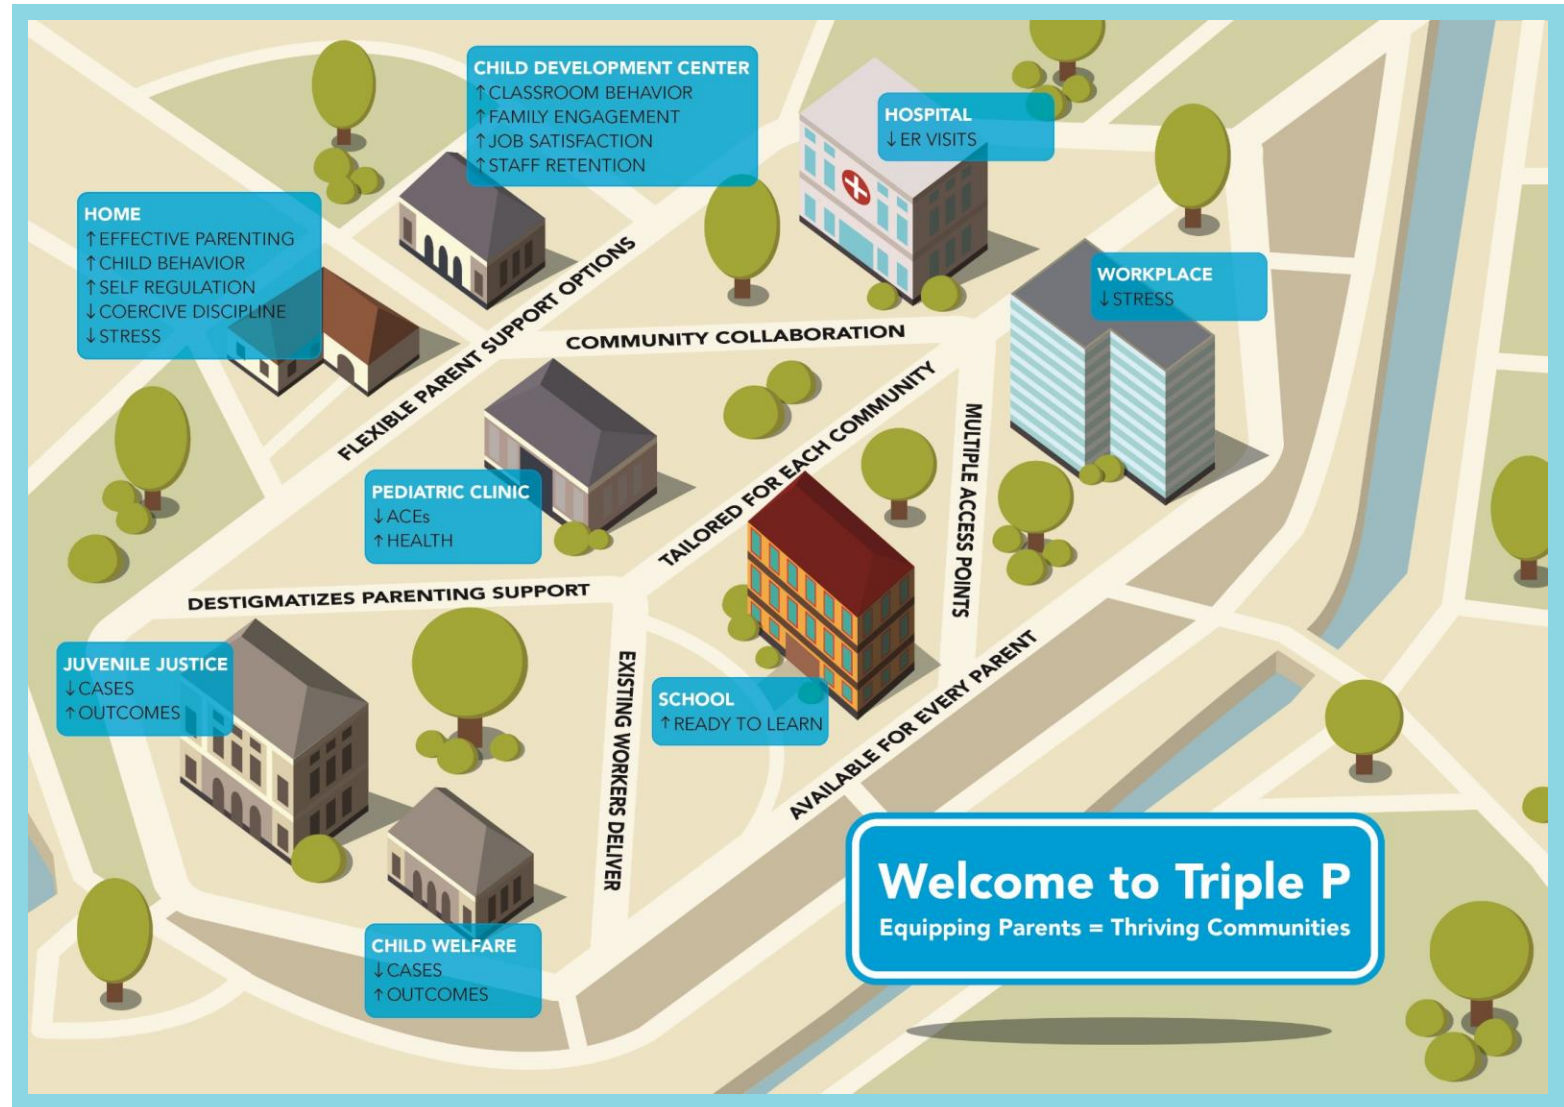 CHILD DEVELOPMENT CENTER
↑ CLASSROOM BEHAVIOR
↑ FAMILY ENGAGEMENT
↑ JOB SATISFACTION
↑ STAFF RETENTION
HOSPITAL
↓ ER VISITS
HOME
↑ EFFECTIVE PARENTING
↑ CHILD BEHAVIOR
↑ SELF REGULATION
↓ COERCIVE DISCIPLINE
↓ STRESS
WORKPLACE
↓ STRESS
FLEXIBLE PARENT SUPPORT OPTIONS
COMMUNITY COLLABORATION
TAILORED FOR EACH COMMUNITY
MULTIPLE ACCESS POINTS
PEDIATRIC CLINIC
↓ ACEs
↑ HEALTH
DESTIGMATIZES PARENTING SUPPORT
JUVENILE JUSTICE
↓ CASES
↑ OUTCOMES
EXISTING WORKERS DELIVER
SCHOOL
↑ READY TO LEARN
AVAILABLE FOR EVERY PARENT
CHILD WELFARE
↓ CASES
↑ OUTCOMES
Welcome to Triple P
Equipping Parents = Thriving Communities